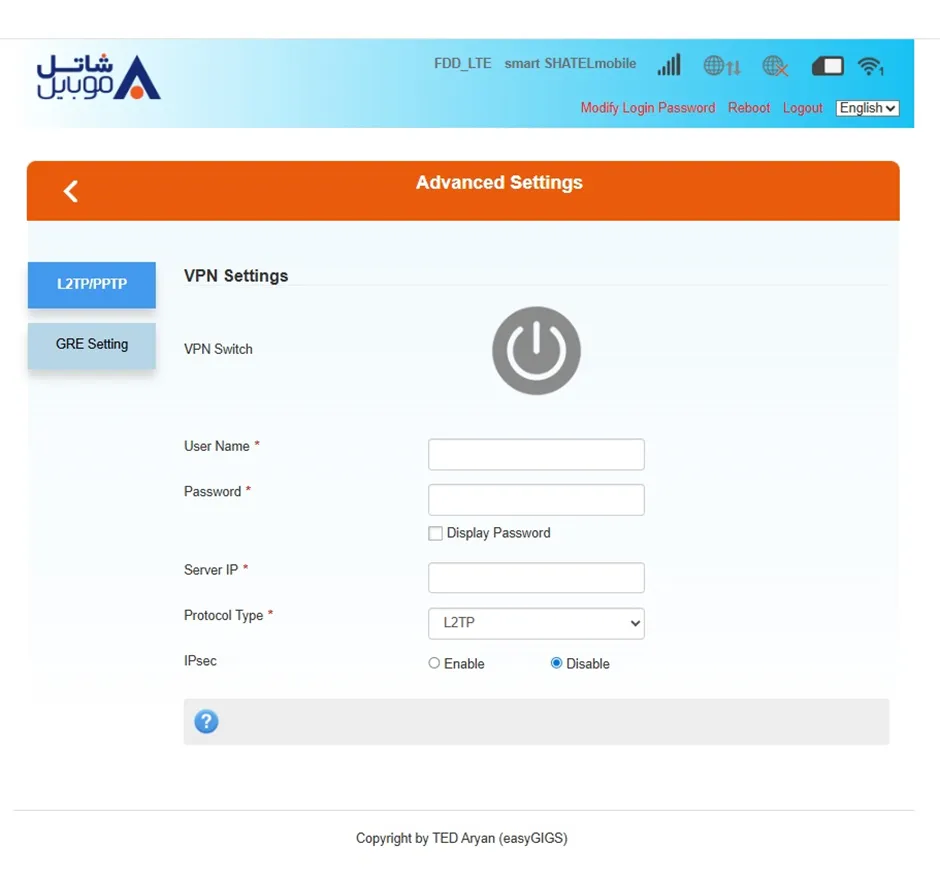 شاتل
موبایل
FDD_LTE smart SHATELmobile
1
Modify Login Password Reboot Logout English
Advanced Settings
L2TP/PPTP
GRE Setting
VPN Settings
VPN Switch
User Name *
Password *
Display Password
Server IP *
Protocol Type * L2TP
IPsec Enable Disable
?
Copyright by TED Aryan (easyGIGS)